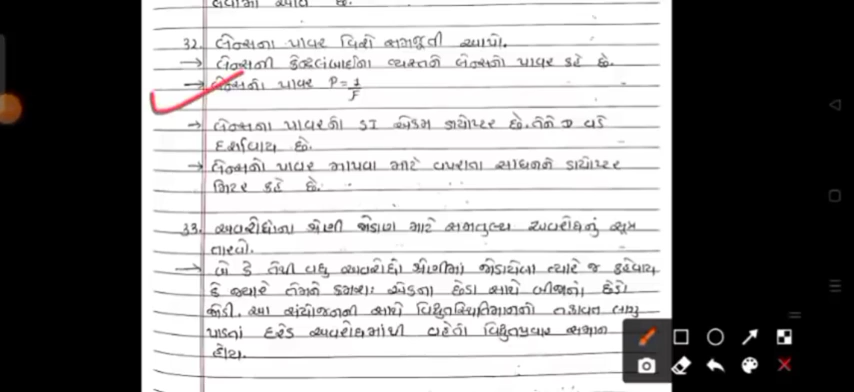 લેવામાં આવે છે.
32. લેન્સના પાવર વિશે સમજૂતી આપો.
→ લેન્સની કેન્દ્રલંબાઈના વ્યસ્તને લેન્સનો પાવર કહે છે.
→ લેન્સનો પાવર P = 1/f
→ લેન્સના પાવરનો SI એકમ ડાયોપ્ટર છે. તેને D વડે
દર્શાવાય છે.
→ લેન્સનો પાવર માપવા માટે વપરાતા સાધનને ડાયોપ્ટર
મિટર કહે છે.
33. અવરોધોના શ્રેણી જોડાણ માટે સમતુલ્ય અવરોધનું સૂત્ર
તારવો.
→ બે કે તેથી વધુ અવરોધો શ્રેણીમાં જોડાયેલા ત્યારે જ કહેવાય
કે જ્યારે તેમને ક્રમશઃ એકના છેડા સાથે બીજાનો છેડો
જોડી. આ સંયોજનની સાથે વિદ્યુતસ્થિતિમાનનો તફાવત લાગુ
પાડતાં દરેક અવરોધમાંથી વહેતો વિદ્યુતપ્રવાહ સમાન
હોય.